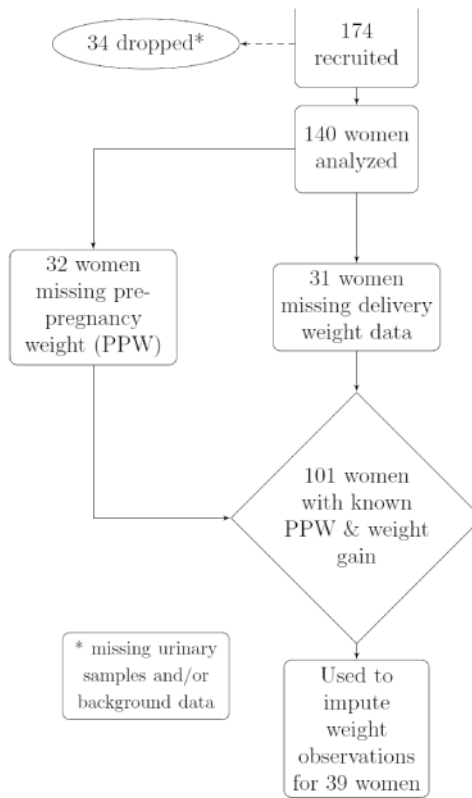 174
recruited
34 dropped*
140 women
analyzed
32 women
missing pre-
pregnancy
weight (PPW)
31 women
missing delivery
weight data
101 women
with known
PPW & weight
gain
* missing urinary
samples and/or
background data
Used to
impute
weight
observations
for 39 women